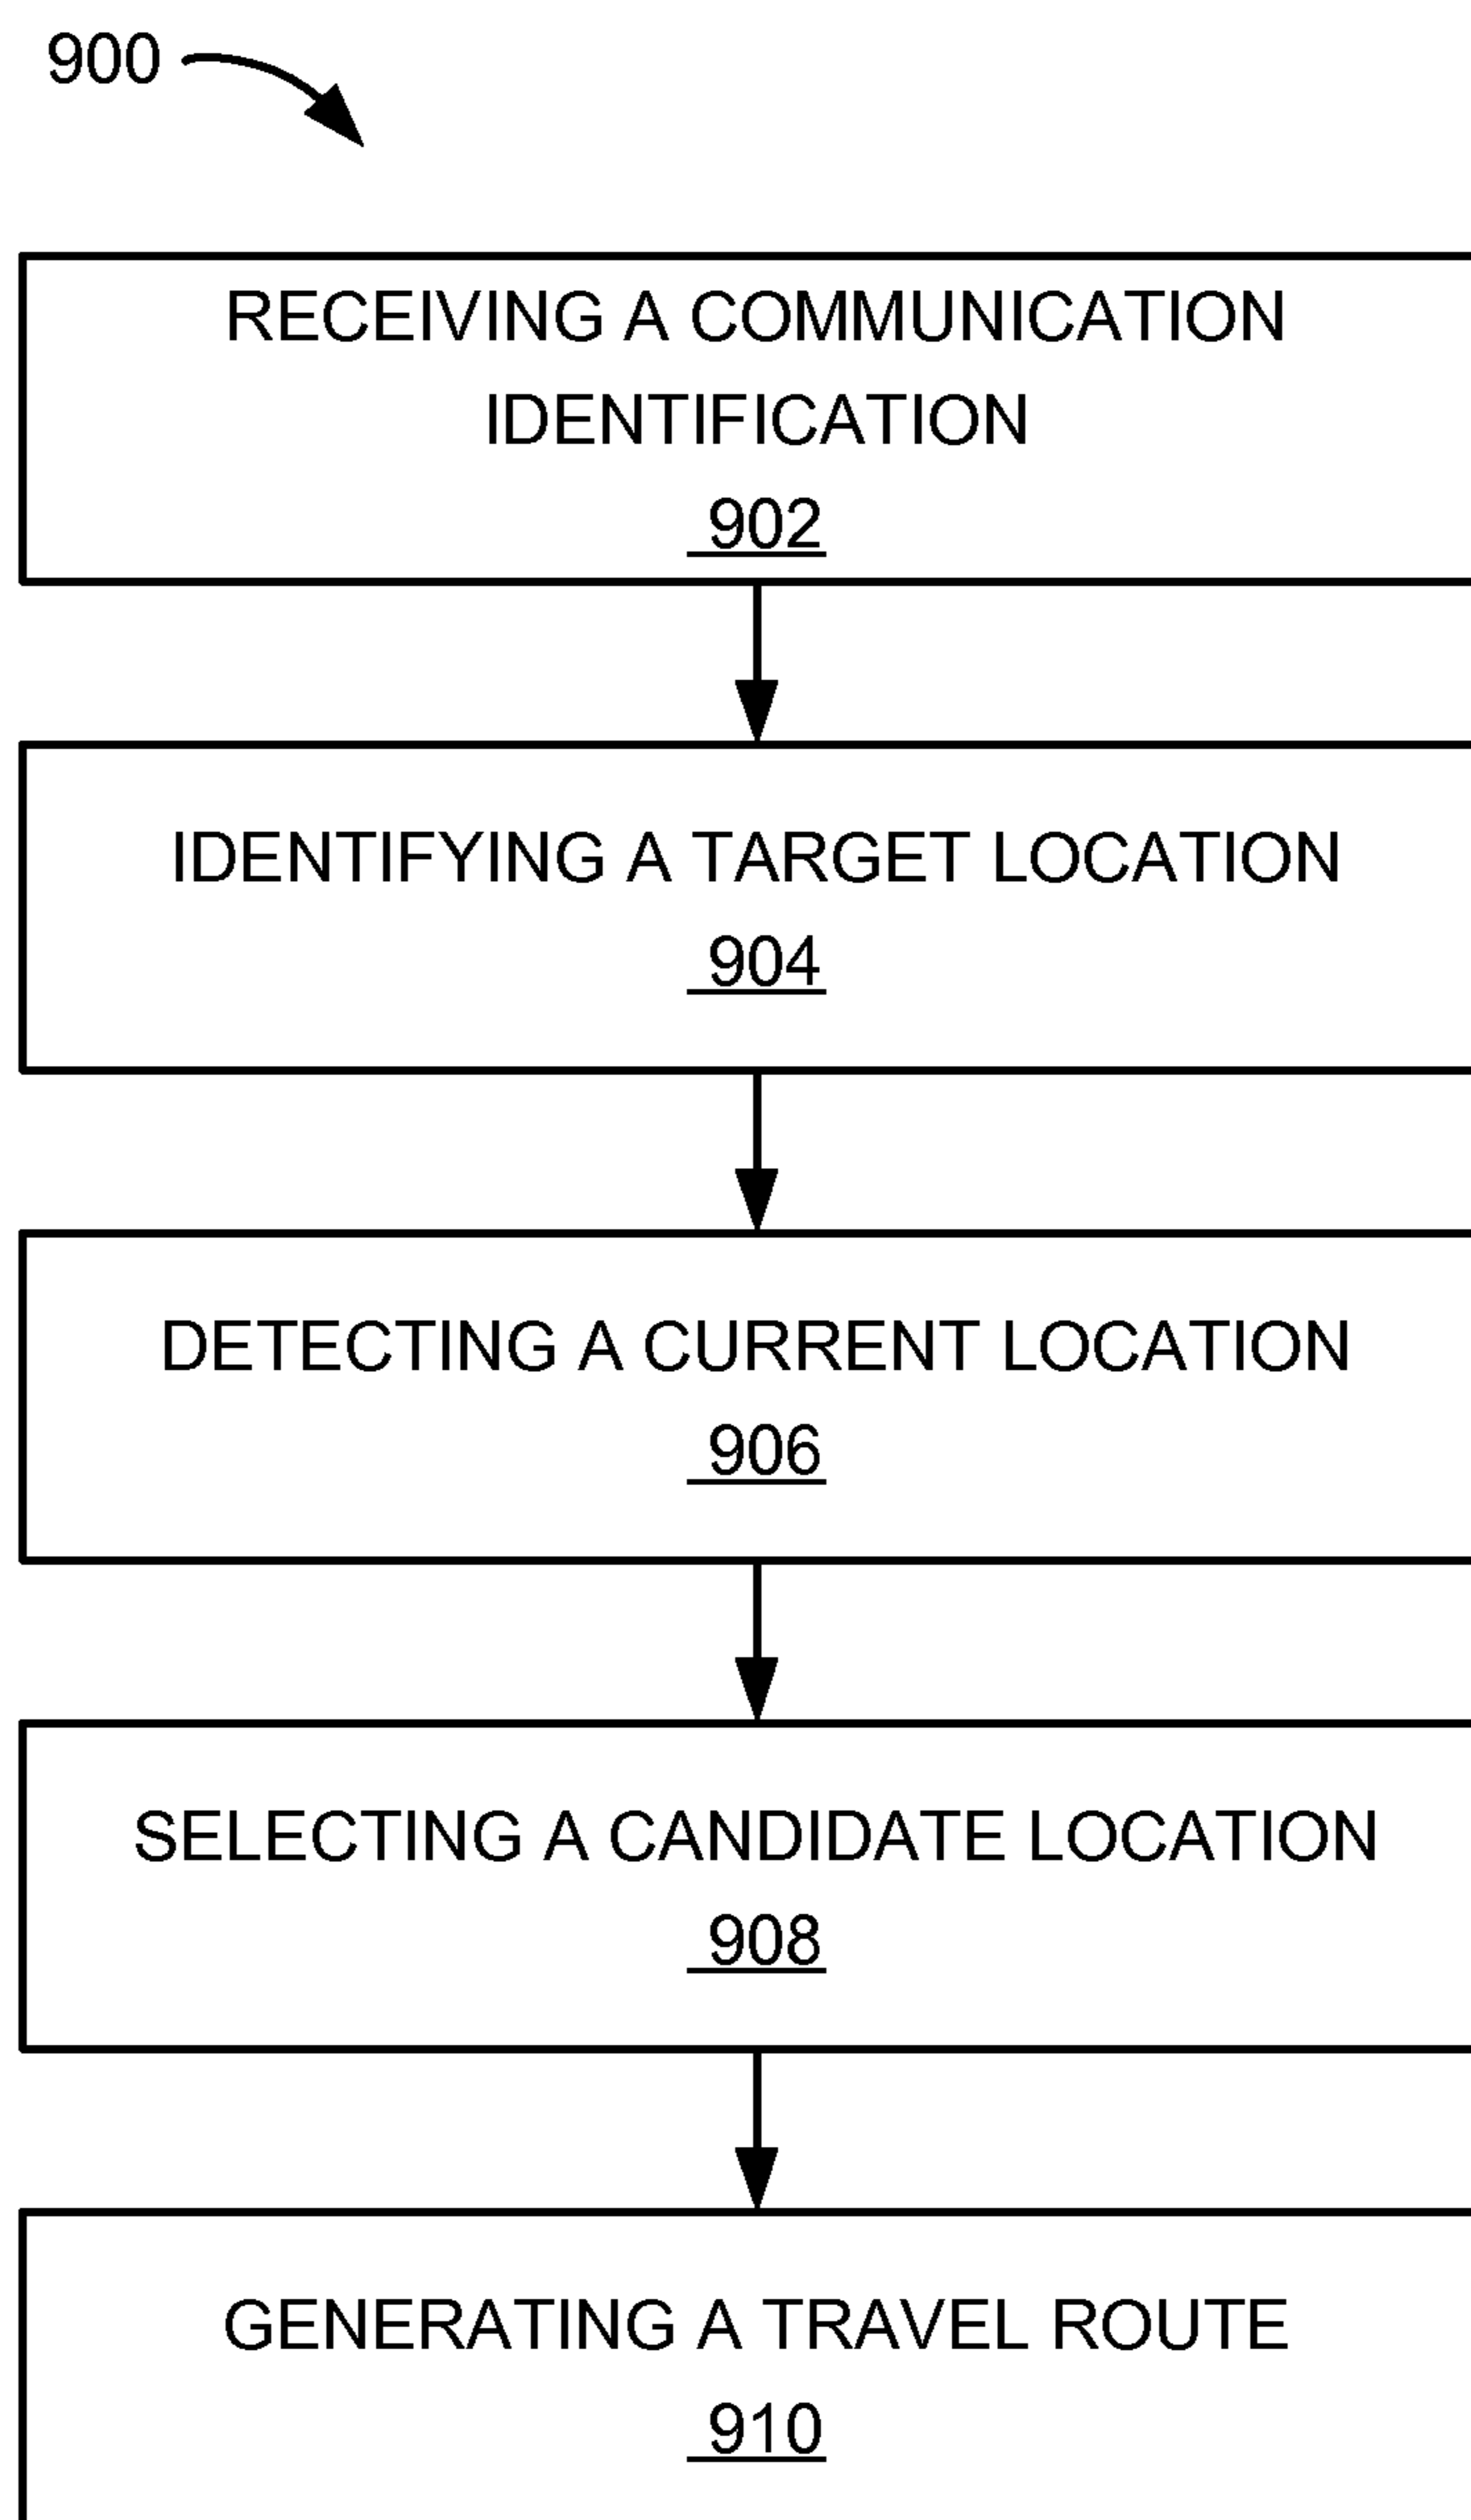 900
RECEIVING A COMMUNICATION
IDENTIFICATION
902
IDENTIFYING A TARGET LOCATION
904
DETECTING A CURRENT LOCATION
906
SELECTING A CANDIDATE LOCATION
908
GENERATING A TRAVEL ROUTE
910